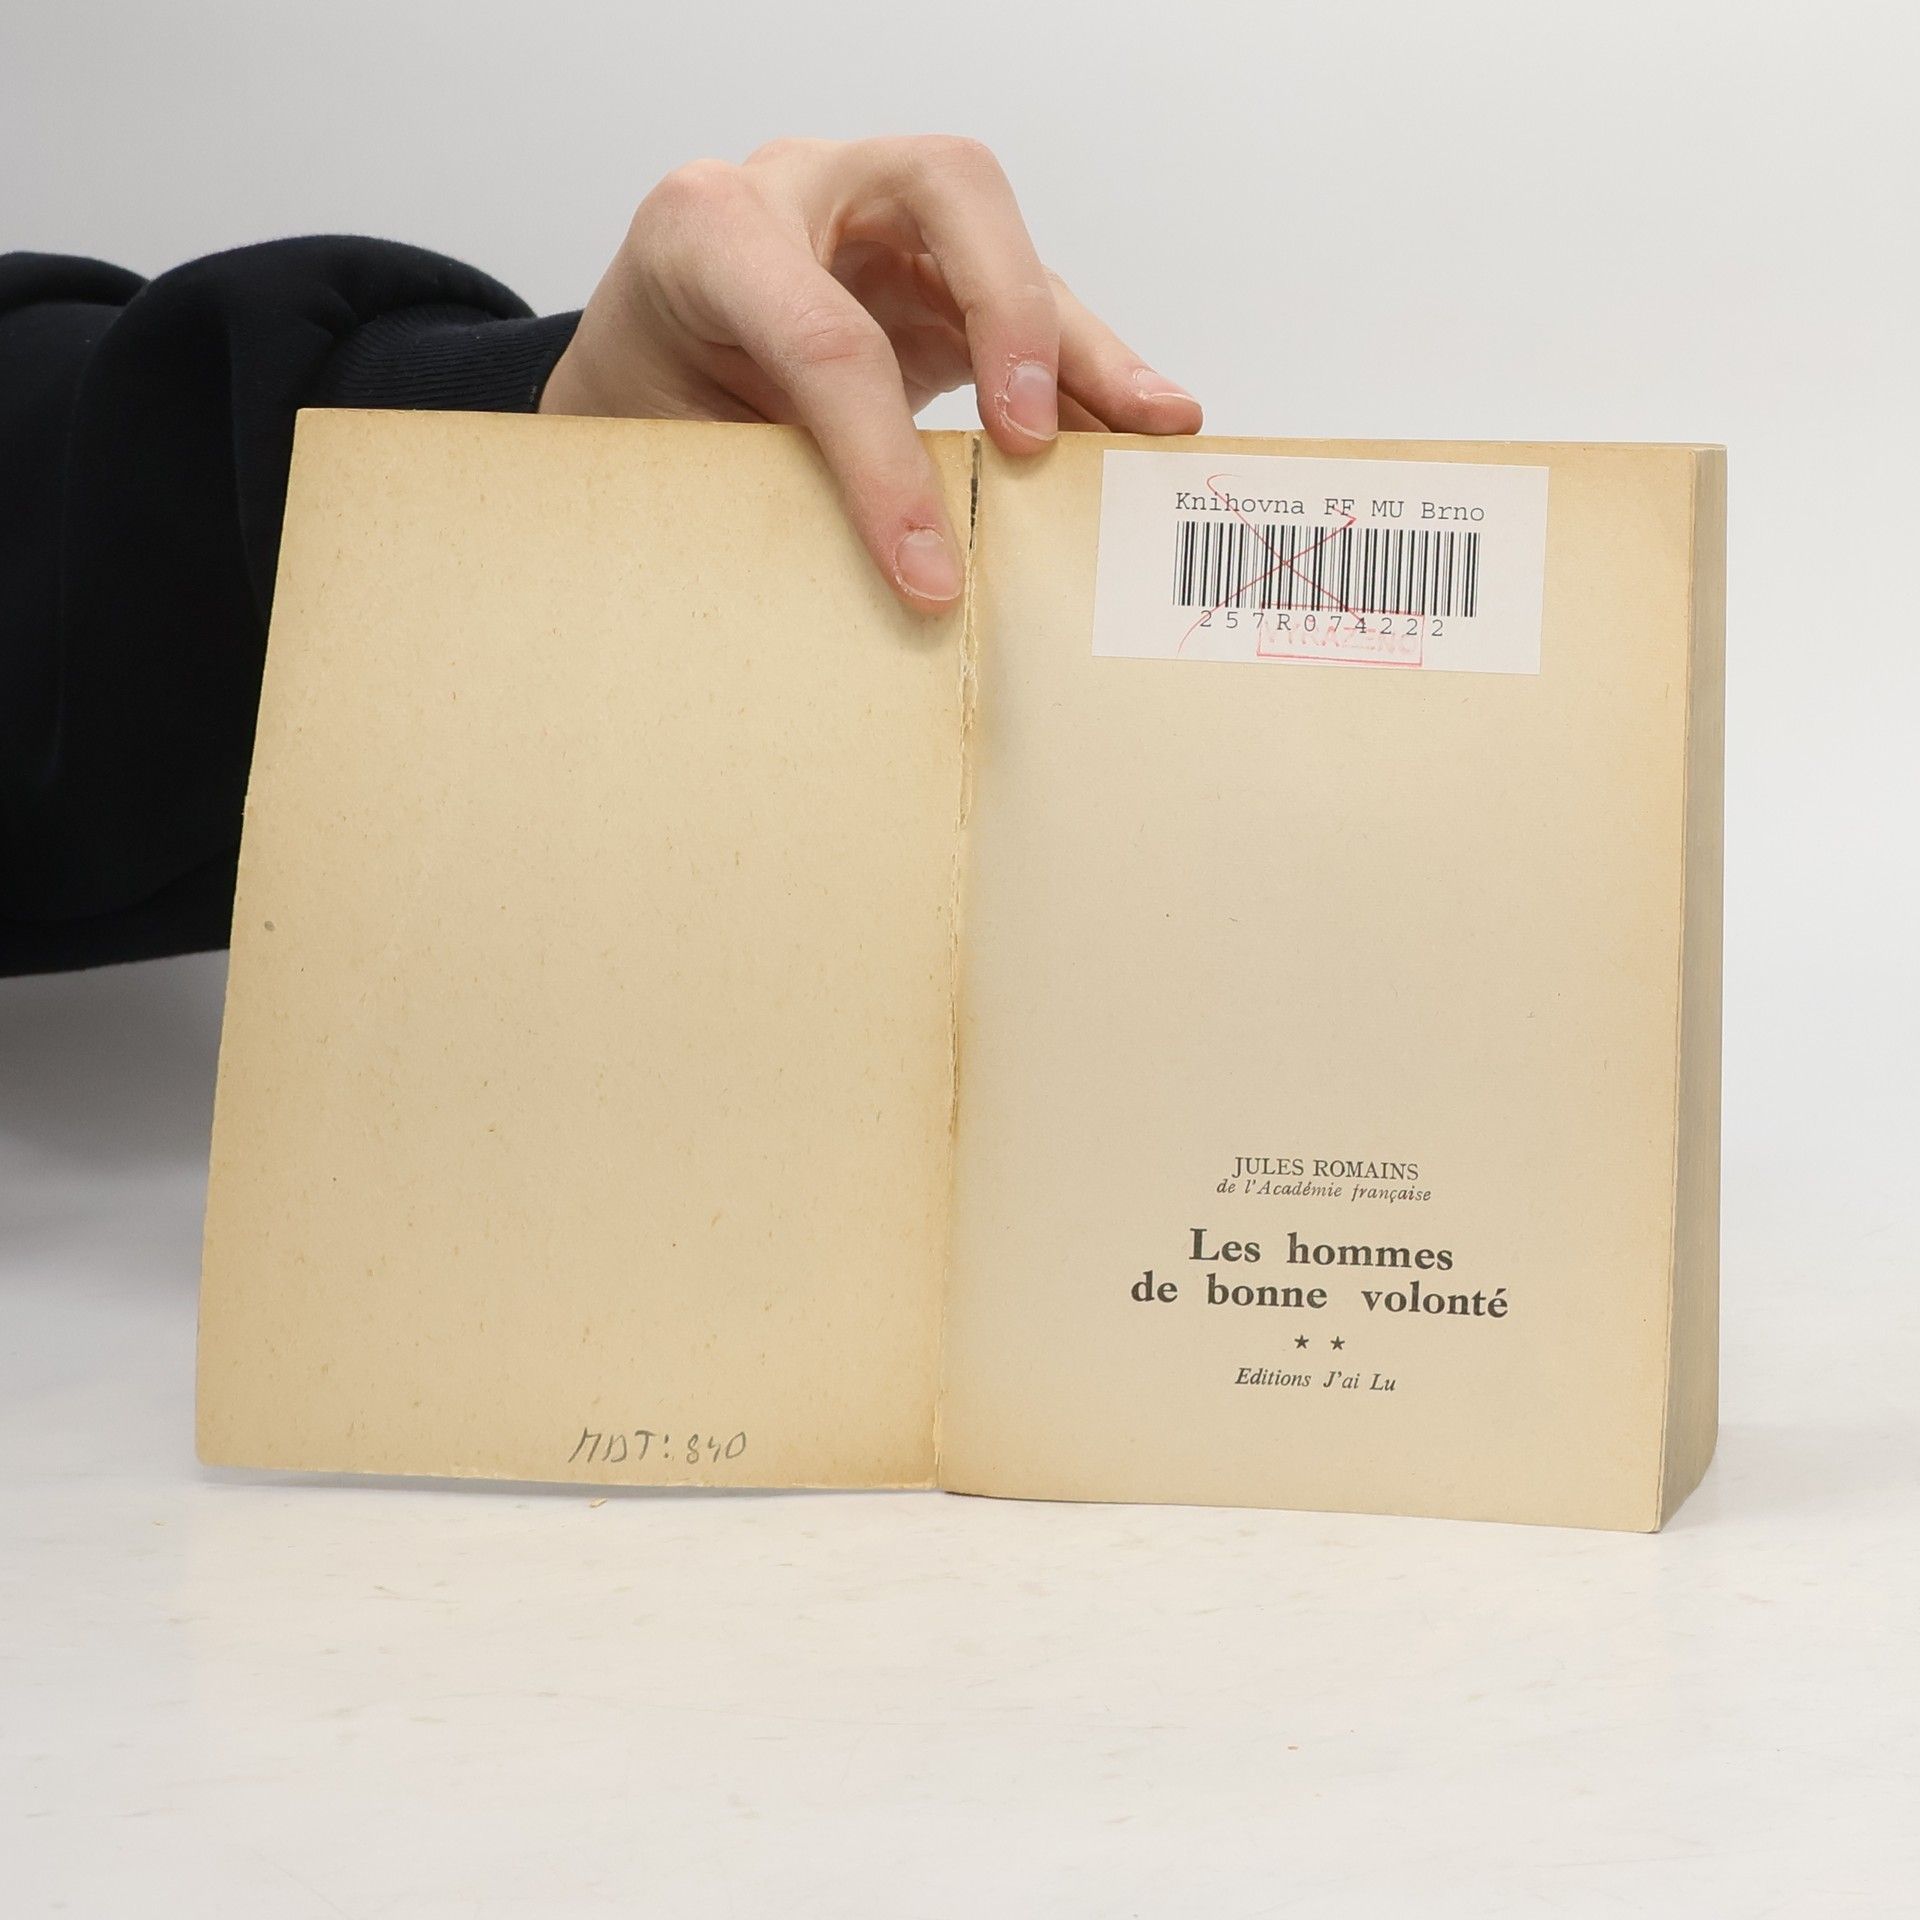 MDT: 840
Knihovna FF MU Brno
257R074222
VYŘAZENO
JULES ROMAINS
de l'Académie française
Les hommes
de bonne volonté
★ ★
Editions J'ai Lu